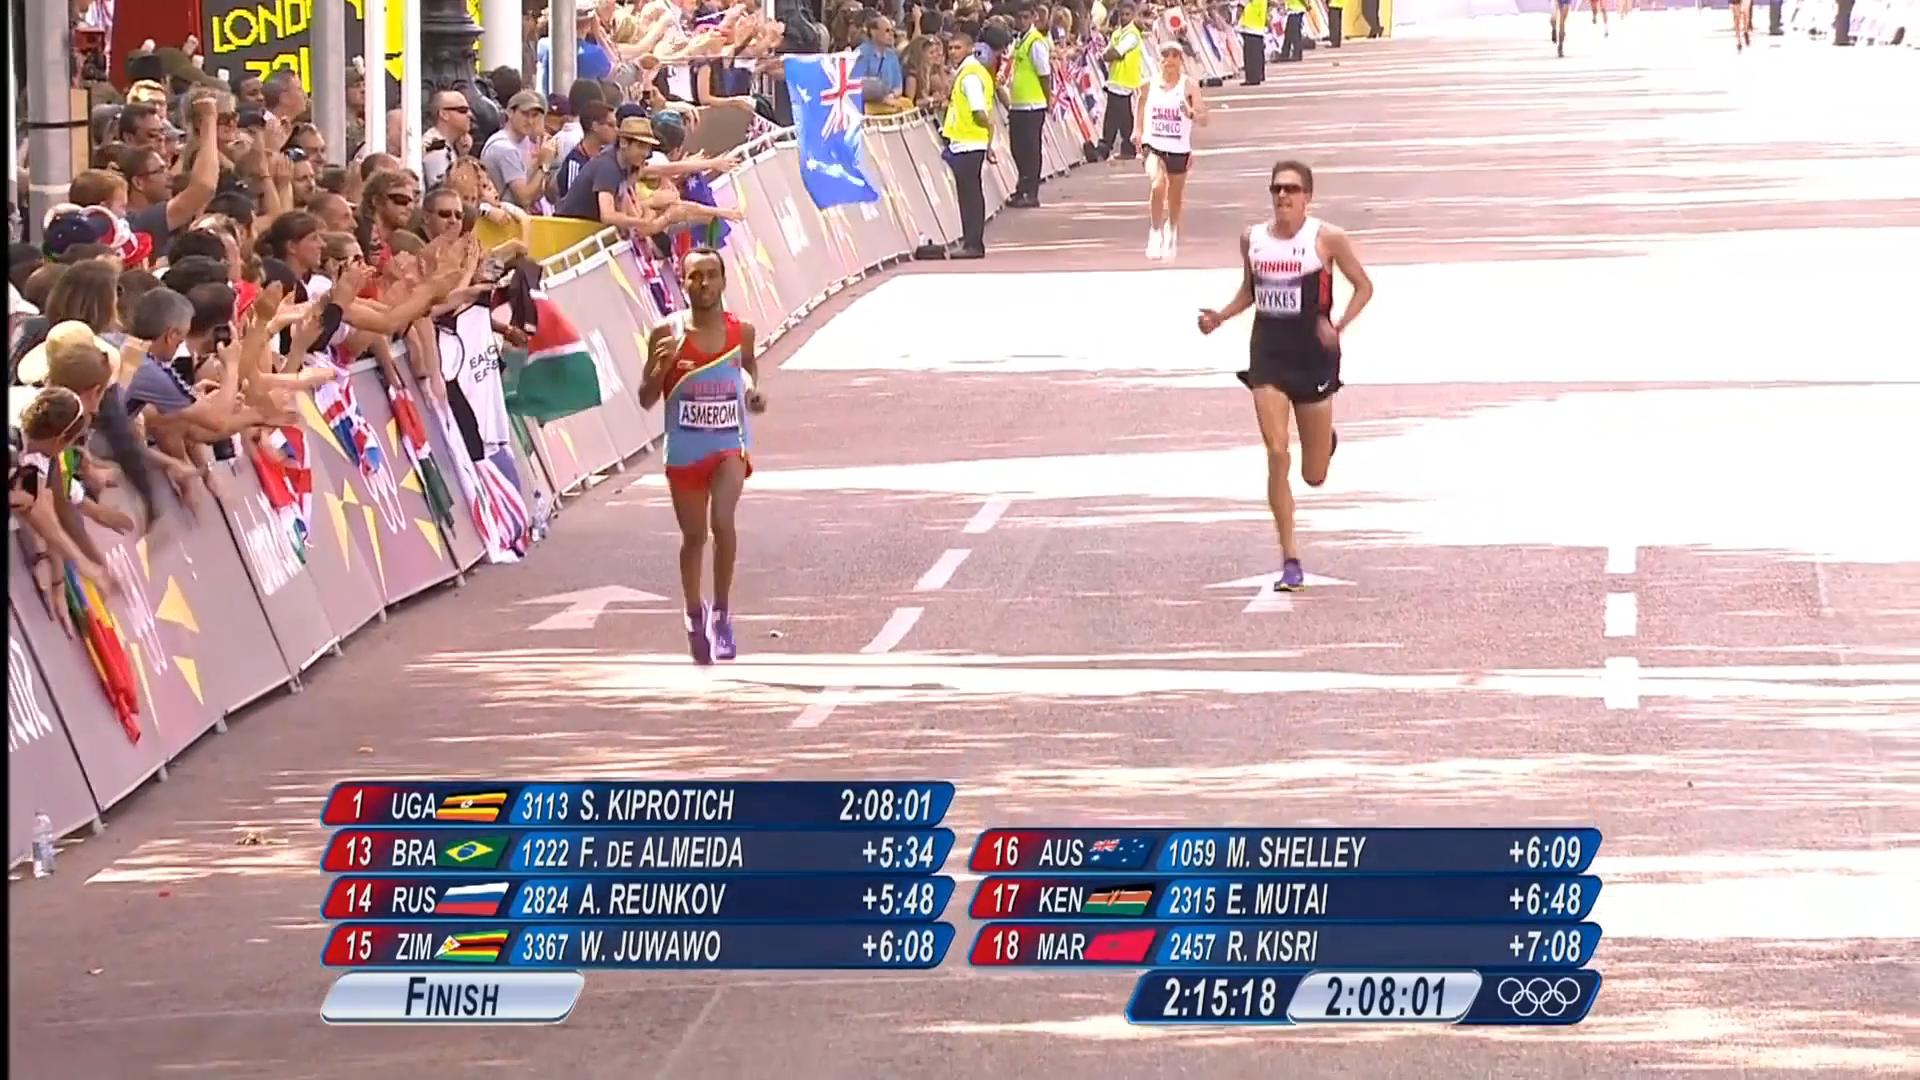 LONDON
ASMEROM
CANADA
WYKES
PACHECO
1 UGA 3113 S. KIPROTICH 2:08:01
13 BRA 1222 F. DE ALMEIDA +5:34
14 RUS 2824 A. REUNKOV +5:48
15 ZIM 3367 W. JUWAWO +6:08
16 AUS 1059 M. SHELLEY +6:09
17 KEN 2315 E. MUTAI +6:48
18 MAR 2457 R. KISRI +7:08
FINISH
2:15:18 2:08:01